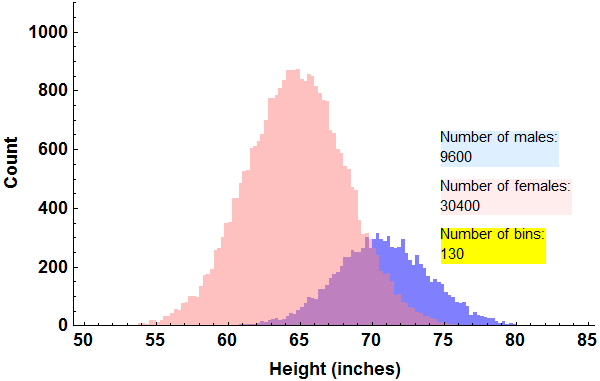 1000
800
600
400
200
0
Count
Number of males:
9600
Number of females:
30400
Number of bins:
130
50 55 60 65 70 75 80 85
Height (inches)